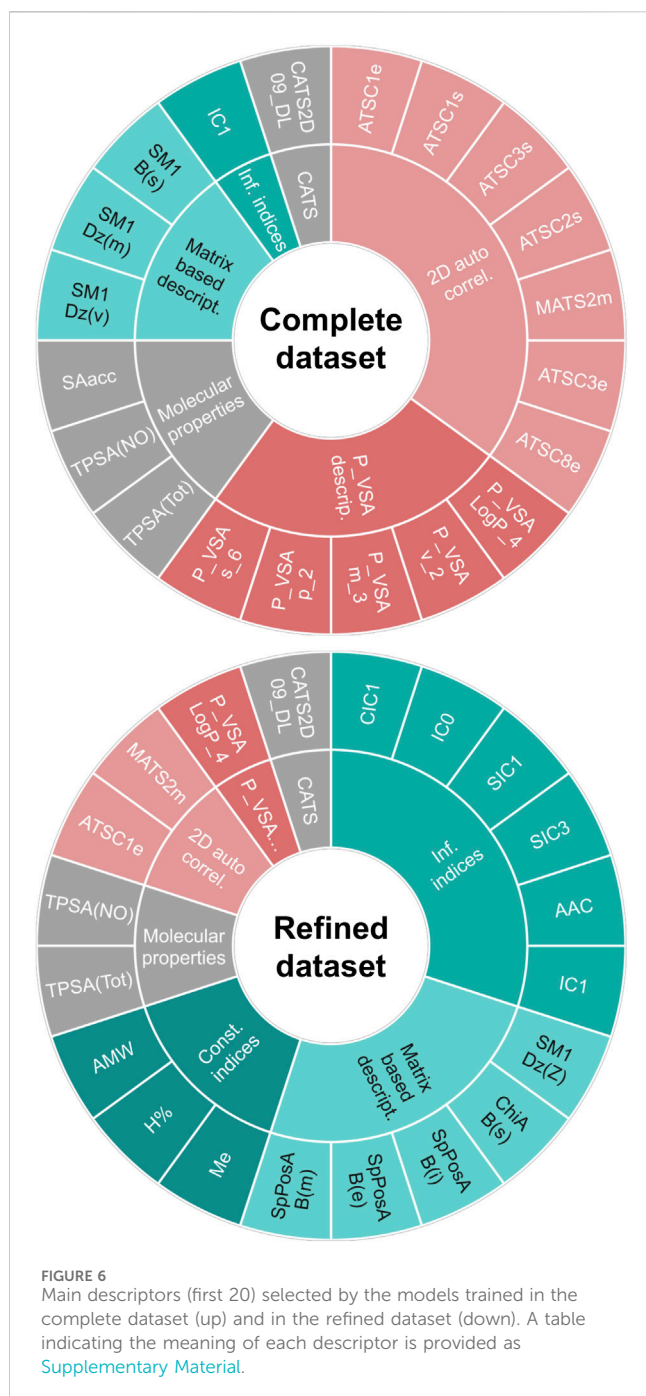 Complete
dataset
2D auto
correl.
ATSC1e
ATSC1s
ATSC3s
ATSC2s
MATS2m
ATSC3e
ATSC8e
P_VSA
descrip.
P_VSA
LogP_4
P_VSA
v_2
P_VSA
m_3
P_VSA
p_2
P_VSA
s_6
Molecular
properties
TPSA(Tot)
TPSA(NO)
SAacc
Matrix
based
descript.
SM1
Dz(v)
SM1
Dz(m)
SM1
B(s)
Inf. indices
IC1
CATS
CATS2D
09_DL
Refined
dataset
Inf.
indices
CIC1
IC0
SIC1
SIC3
AAC
IC1
Matrix
based
descript.
SM1
Dz(Z)
ChiA
B(s)
SpPosA
B(i)
SpPosA
B(e)
SpPosA
B(m)
Const.
indices
Me
H%
AMW
Molecular
properties
TPSA(Tot)
TPSA(NO)
2D auto
correl.
ATSC1e
MATS2m
P_VSA...
P_VSA
LogP_4
CATS
CATS2D
09_DL
FIGURE 6
Main descriptors (first 20) selected by the models trained in the
complete dataset (up) and in the refined dataset (down). A table
indicating the meaning of each descriptor is provided as
Supplementary Material.